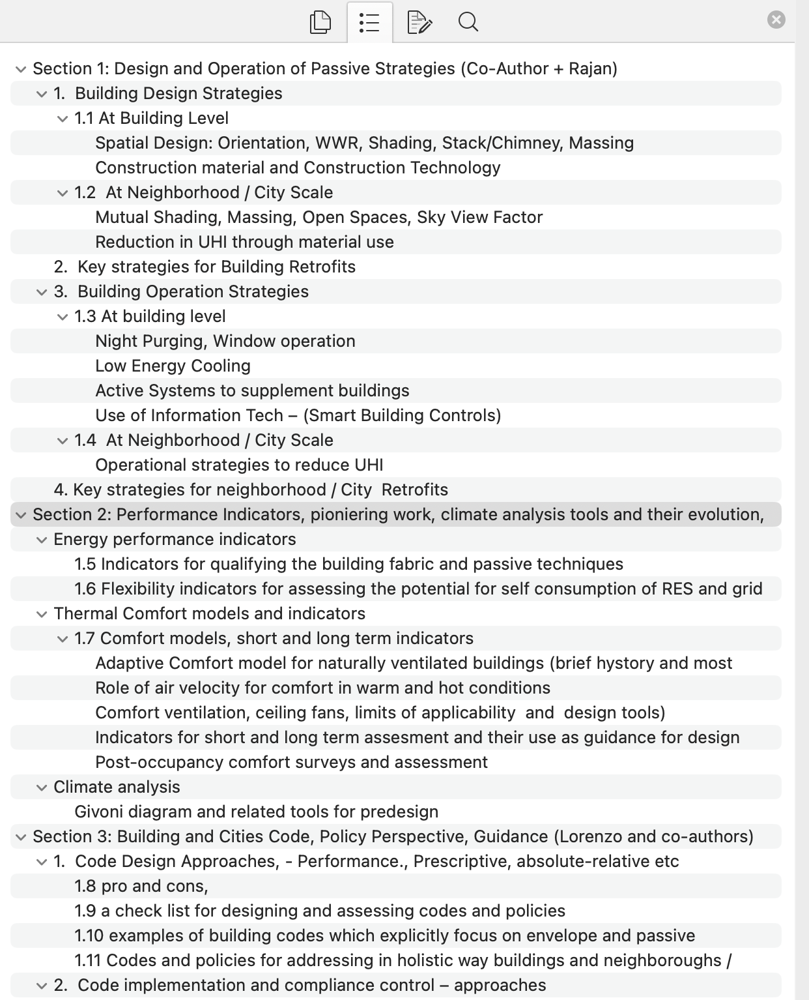 Section 1: Design and Operation of Passive Strategies (Co-Author + Rajan)
1.  Building Design Strategies
1.1 At Building Level
Spatial Design: Orientation, WWR, Shading, Stack/Chimney, Massing
Construction material and Construction Technology
1.2  At Neighborhood / City Scale
Mutual Shading, Massing, Open Spaces, Sky View Factor
Reduction in UHI through material use
2.  Key strategies for Building Retrofits
3.  Building Operation Strategies
1.3 At building level
Night Purging, Window operation
Low Energy Cooling
Active Systems to supplement buildings
Use of Information Tech – (Smart Building Controls)
1.4  At Neighborhood / City Scale
Operational strategies to reduce UHI
4. Key strategies for neighborhood / City  Retrofits
Section 2: Performance Indicators, pioniering work, climate analysis tools and their evolution,
Energy performance indicators
1.5 Indicators for qualifying the building fabric and passive techniques
1.6 Flexibility indicators for assessing the potential for self consumption of RES and grid
Thermal Comfort models and indicators
1.7 Comfort models, short and long term indicators
Adaptive Comfort model for naturally ventilated buildings (brief hystory and most
Role of air velocity for comfort in warm and hot conditions
Comfort ventilation, ceiling fans, limits of applicability  and  design tools)
Indicators for short and long term assesment and their use as guidance for design
Post-occupancy comfort surveys and assessment
Climate analysis
Givoni diagram and related tools for predesign
Section 3: Building and Cities Code, Policy Perspective, Guidance (Lorenzo and co-authors)
1.  Code Design Approaches, - Performance., Prescriptive, absolute-relative etc
1.8 pro and cons,
1.9 a check list for designing and assessing codes and policies
1.10 examples of building codes which explicitly focus on envelope and passive
1.11 Codes and policies for addressing in holistic way buildings and neighboroughs /
2.  Code implementation and compliance control – approaches